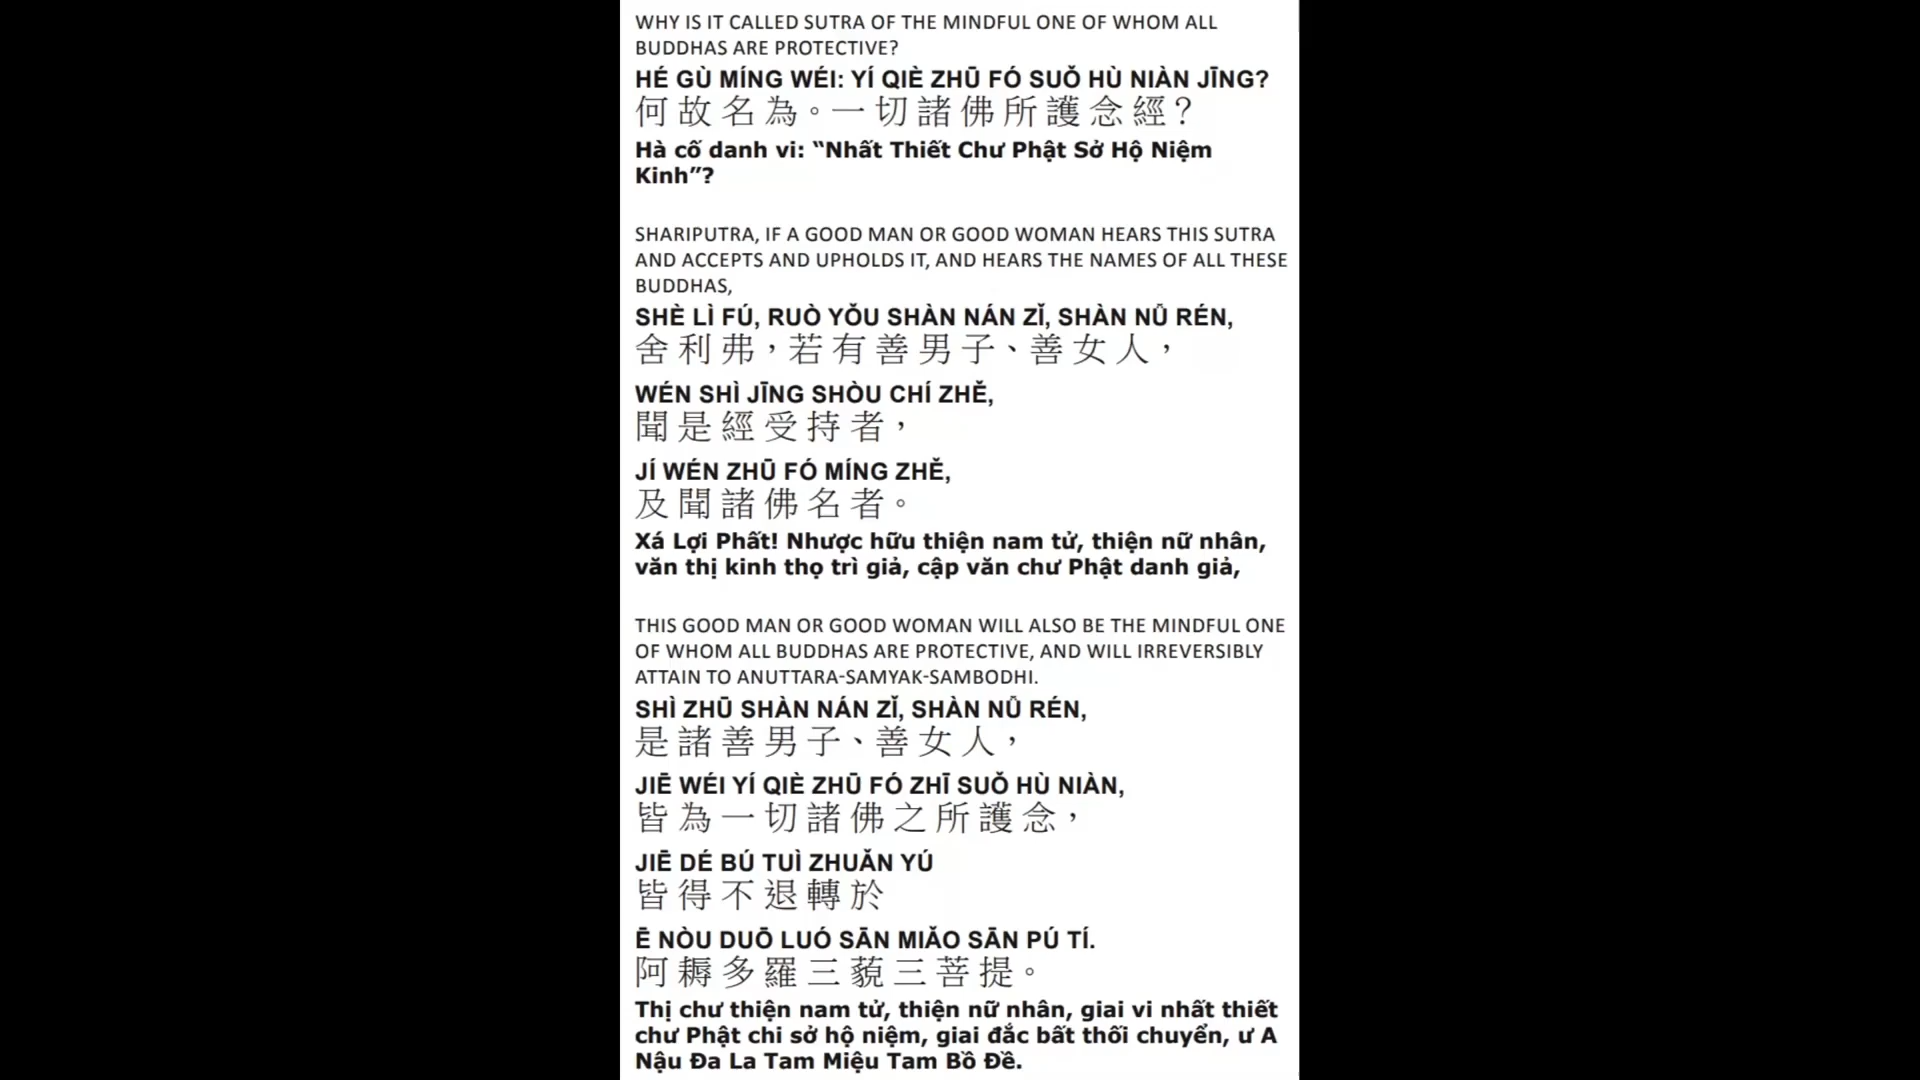 WHY IS IT CALLED SUTRA OF THE MINDFUL ONE OF WHOM ALL
BUDDHAS ARE PROTECTIVE?
HÉ GÙ MÍNG WÉI: YÍ QIÈ ZHŪ FÓ SUǑ HÙ NIÀN JĪNG?
何故名為。一切諸佛所護念經？
Hà cố danh vi: “Nhất Thiết Chư Phật Sở Hộ Niệm
Kinh”?
SHARIPUTRA, IF A GOOD MAN OR GOOD WOMAN HEARS THIS SUTRA
AND ACCEPTS AND UPHOLDS IT, AND HEARS THE NAMES OF ALL THESE
BUDDHAS,
SHÈ LÌ FÚ, RUÒ YǑU SHÀN NÁN ZǏ, SHÀN NǙ RÉN,
舍利弗，若有善男子、善女人，
WÉN SHÌ JĪNG SHÒU CHÍ ZHĚ,
聞是經受持者，
JÍ WÉN ZHŪ FÓ MÍNG ZHĚ,
及聞諸佛名者。
Xá Lợi Phất! Nhược hữu thiện nam tử, thiện nữ nhân,
văn thị kinh thọ trì giả, cập văn chư Phật danh giả,
THIS GOOD MAN OR GOOD WOMAN WILL ALSO BE THE MINDFUL ONE
OF WHOM ALL BUDDHAS ARE PROTECTIVE, AND WILL IRREVERSIBLY
ATTAIN TO ANUTTARA-SAMYAK-SAMBODHI.
SHÌ ZHŪ SHÀN NÁN ZǏ, SHÀN NǙ RÉN,
是諸善男子、善女人，
JIĒ WÉI YÍ QIÈ ZHŪ FÓ ZHĪ SUǑ HÙ NIÀN,
皆為一切諸佛之所護念，
JIĒ DÉ BÚ TUÌ ZHUǍN YÚ
皆得不退轉於
Ē NÒU DUŌ LUÓ SĀN MIǍO SĀN PÚ TÍ.
阿耨多羅三藐三菩提。
Thị chư thiện nam tử, thiện nữ nhân, giai vi nhất thiết
chư Phật chi sở hộ niệm, giai đắc bất thối chuyển, ư A
Nậu Đa La Tam Miệu Tam Bồ Đề.